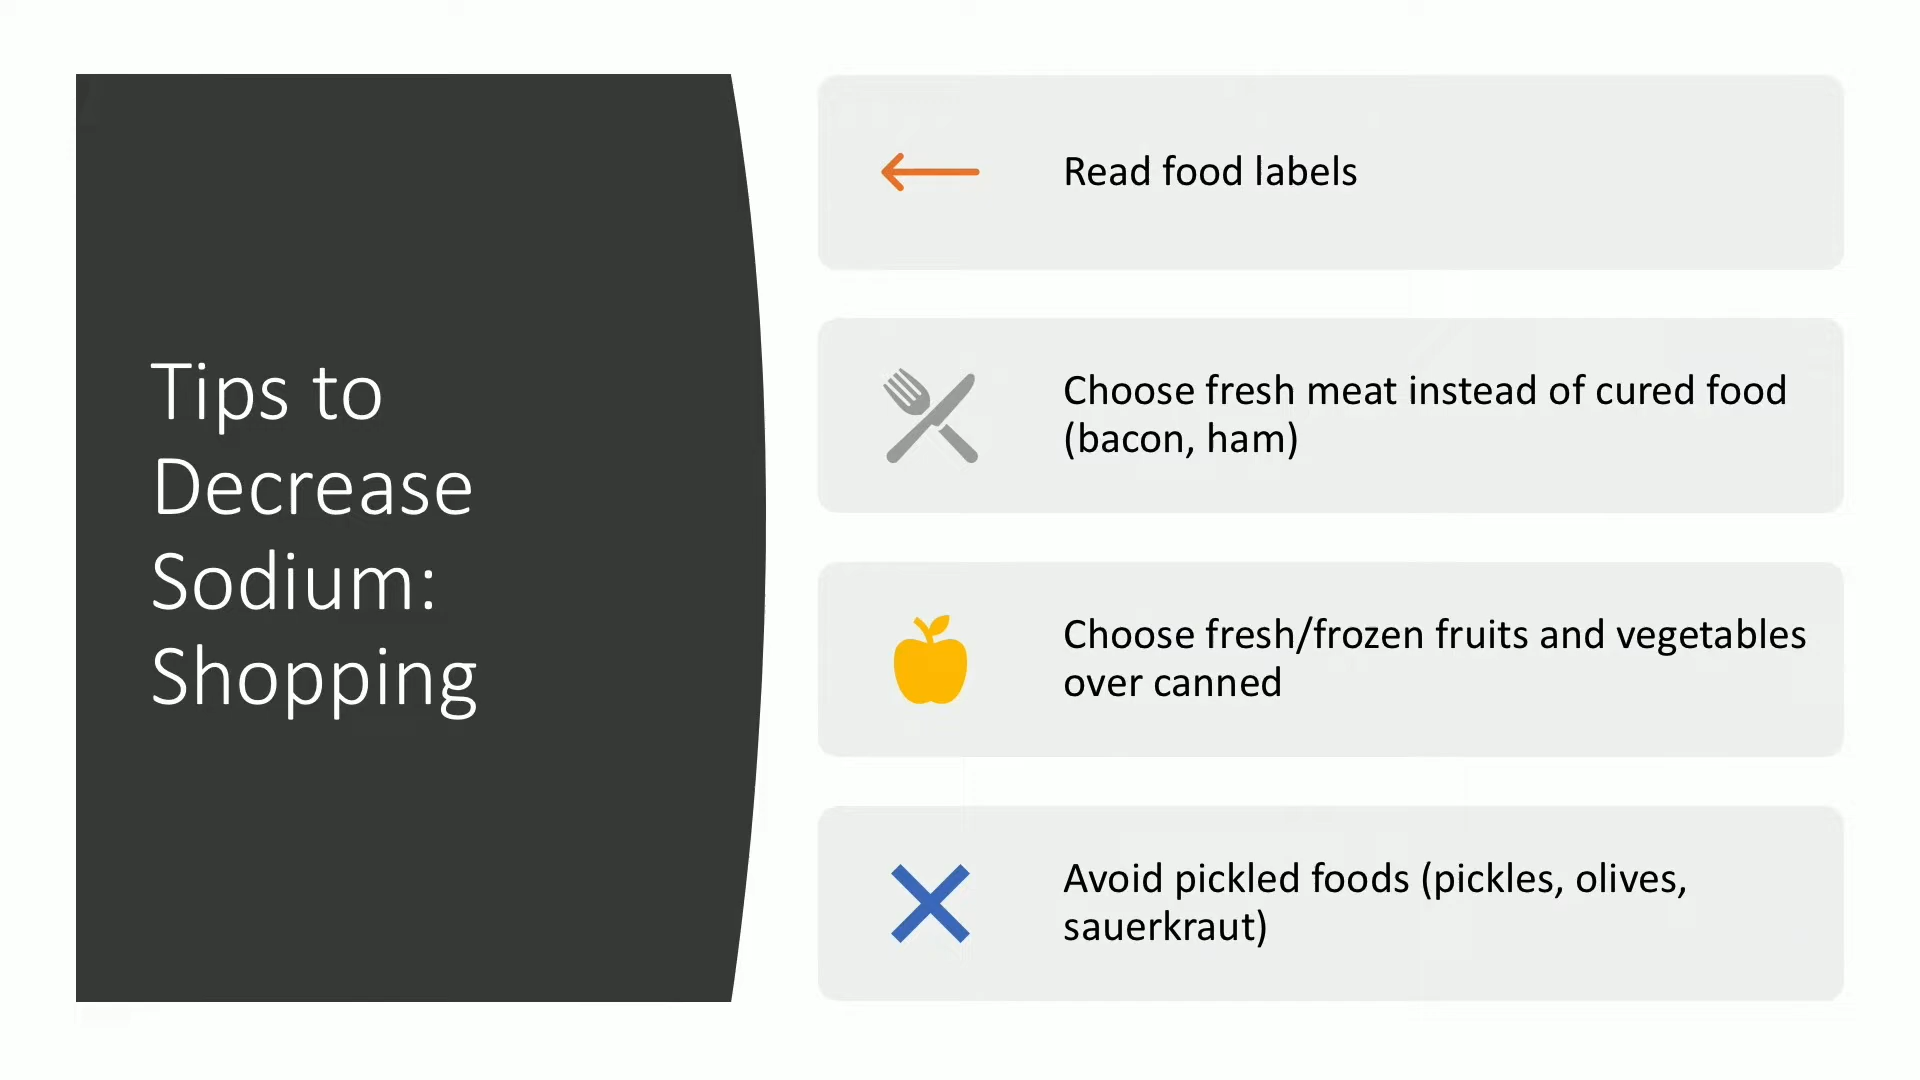 Tips to
Decrease
Sodium:
Shopping
Read food labels
Choose fresh meat instead of cured food
(bacon, ham)
Choose fresh/frozen fruits and vegetables
over canned
Avoid pickled foods (pickles, olives,
sauerkraut)